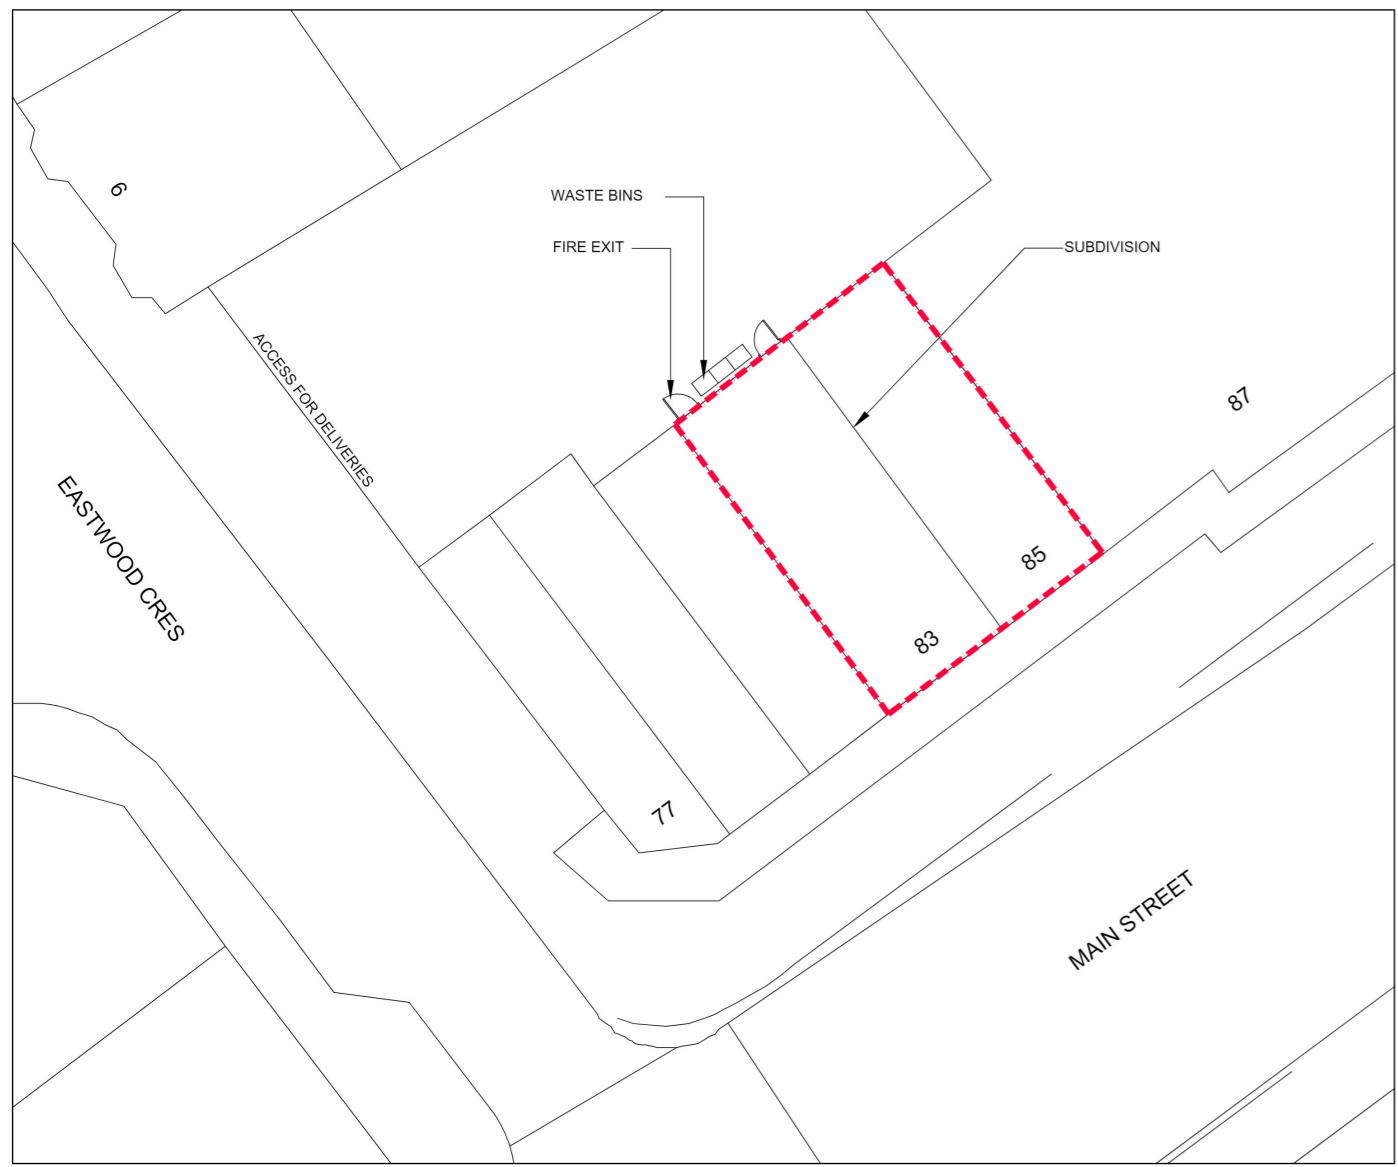 6
WASTE BINS
FIRE EXIT
SUBDIVISION
ACCESS FOR DELIVERIES
87
EASTWOOD CRES
85
83
77
MAIN STREET